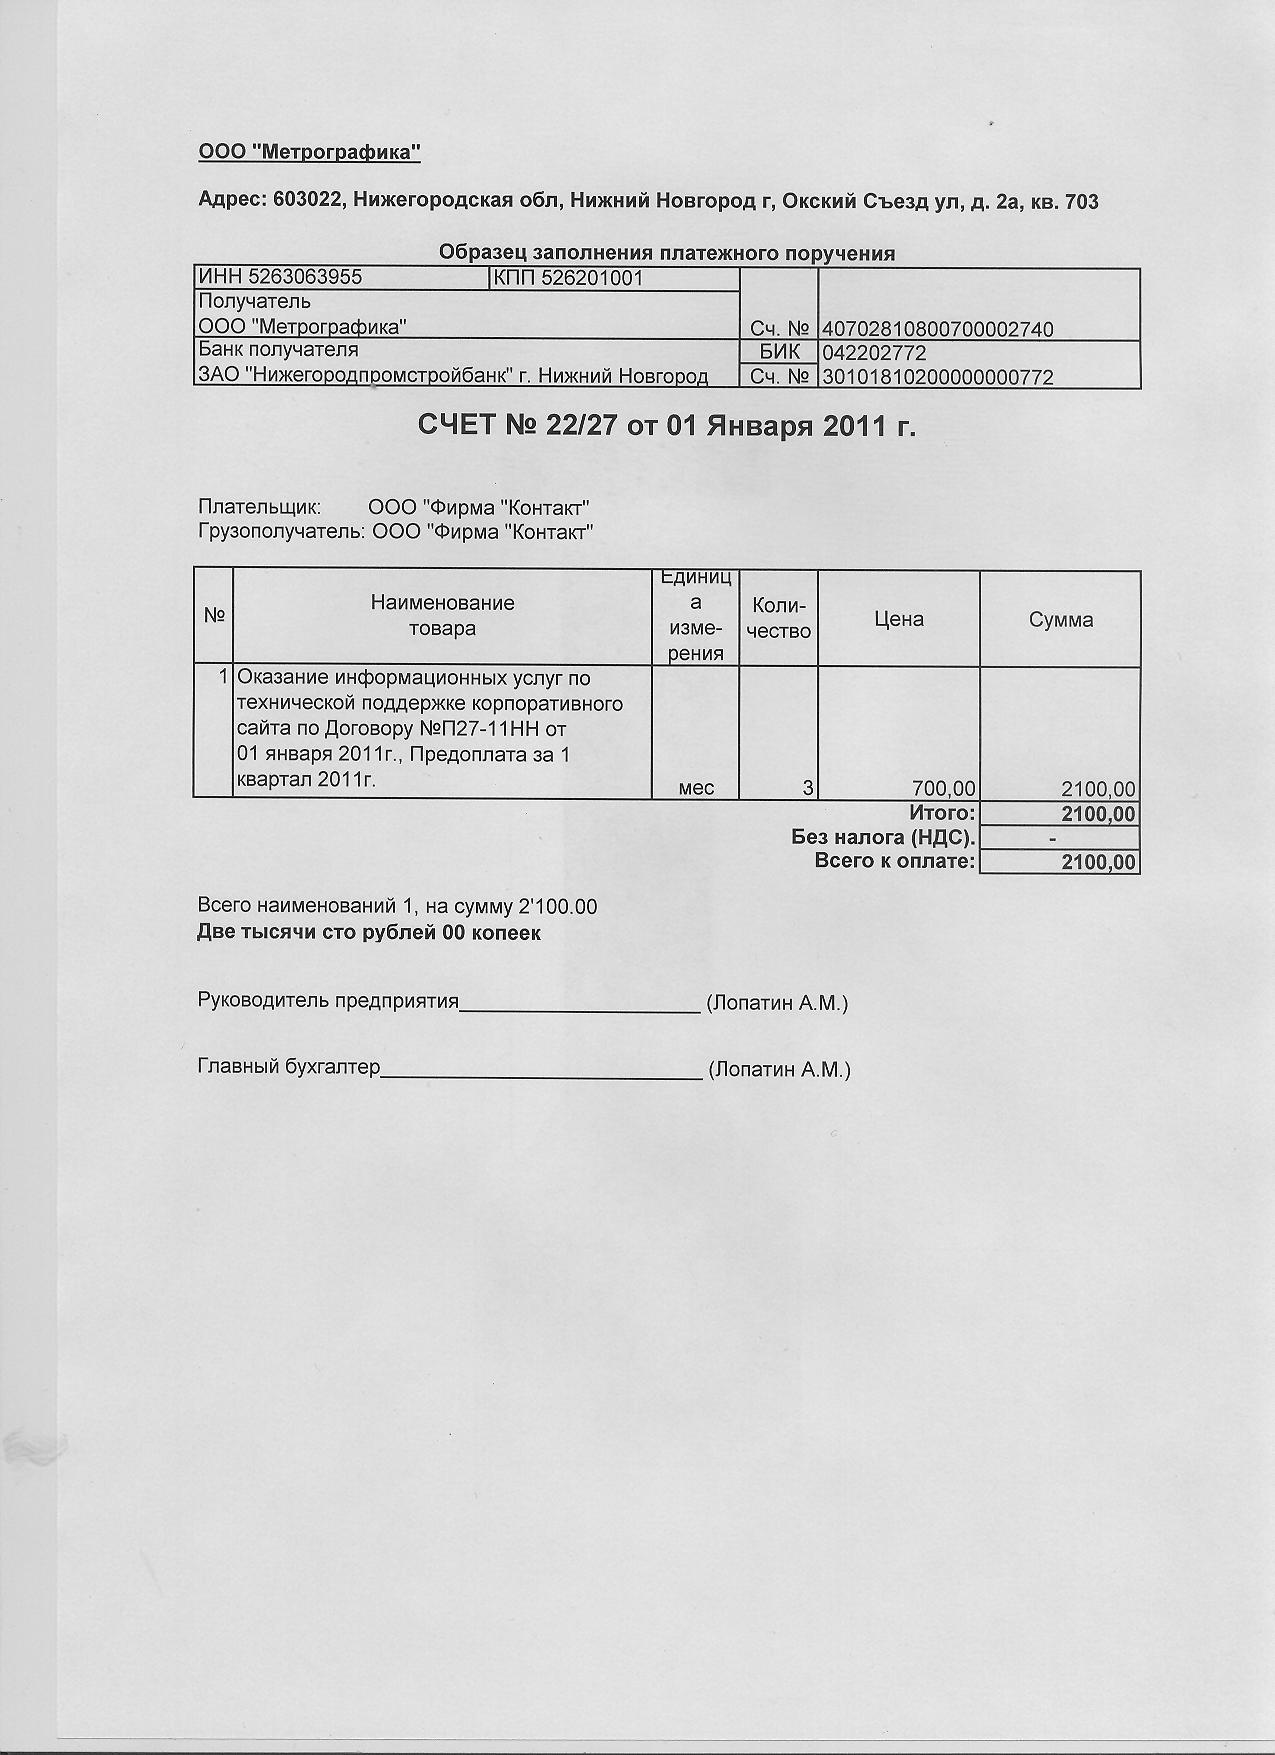 ООО "Метрографика"
Адрес: 603022, Нижегородская обл, Нижний Новгород г, Окский Съезд ул, д. 2а, кв. 703
Образец заполнения платежного поручения
ИНН 5263063955 КПП 526201001
Получатель
ООО "Метрографика" Сч. № 40702810800700002740
Банк получателя БИК 042202772
ЗАО "Нижегородпромстройбанк" г. Нижний Новгород Сч. № 30101810200000000772
СЧЕТ № 22/27 от 01 Января 2011 г.
Плательщик: ООО "Фирма "Контакт"
Грузополучатель: ООО "Фирма "Контакт"
№
Наименование
товара
Единиц
а
изме-
рения
Коли-
чество
Цена
Сумма
1 Оказание информационных услуг по
технической поддержке корпоративного
сайта по Договору №П27-11НН от
01 января 2011г., Предоплата за 1
квартал 2011г.
мес 3 700,00 2100,00
Итого: 2100,00
Без налога (НДС). -
Всего к оплате: 2100,00
Всего наименований 1, на сумму 2'100.00
Две тысячи сто рублей 00 копеек
Руководитель предприятия____________________ (Лопатин А.М.)
Главный бухгалтер___________________________ (Лопатин А.М.)